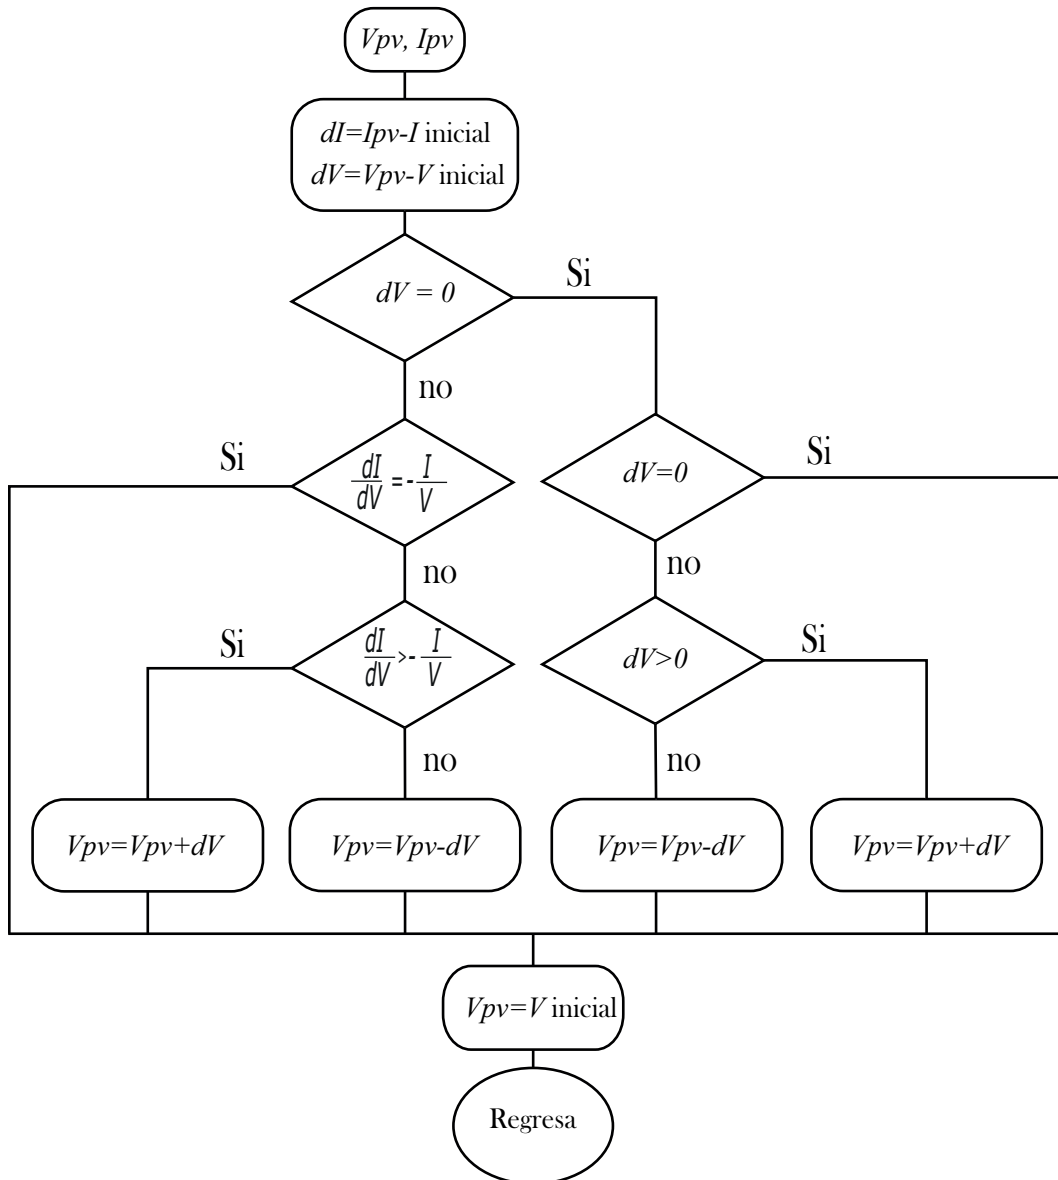 Vpv, Ipv
dI=Ipv-I inicial
dV=Vpv-V inicial
dV = 0
Si
no
Si
dI/dV = - I/V
dV=0
Si
no
no
Si
dI/dV > - I/V
dV>0
Si
no
no
Vpv=Vpv+dV
Vpv=Vpv-dV
Vpv=Vpv-dV
Vpv=Vpv+dV
Vpv=V inicial
Regresa